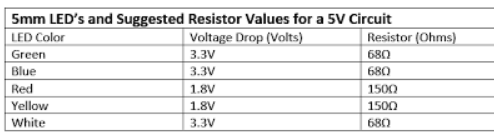 5mm LED's and Suggested Resistor Values for a 5V Circuit
LED Color Voltage Drop (Volts) Resistor (Ohms)
Green 3.3V 68Ω
Blue 3.3V 68Ω
Red 1.8V 150Ω
Yellow 1.8V 150Ω
White 3.3V 68Ω